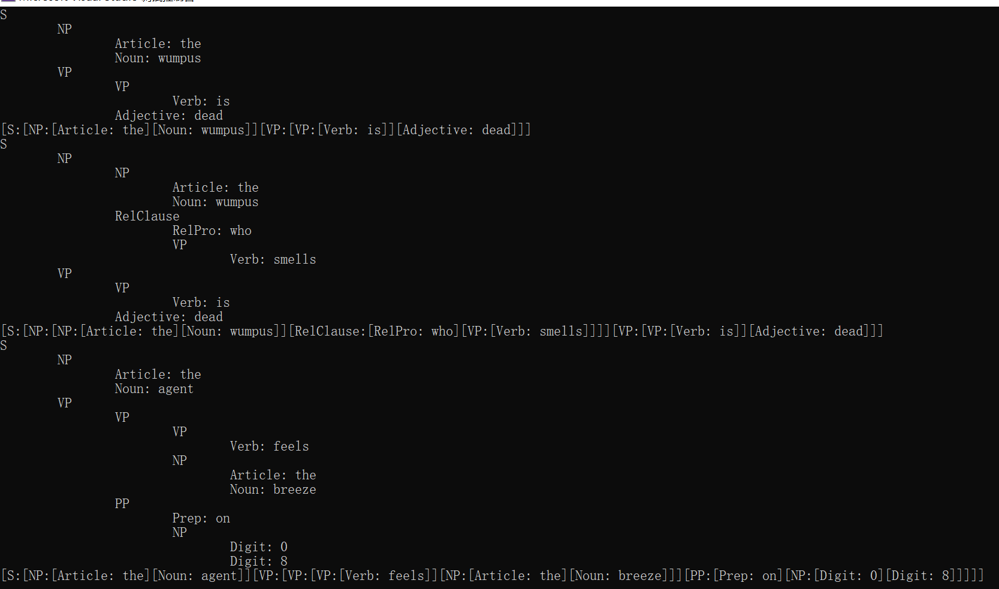 S
NP
Article: the
Noun: wumpus
VP
VP
Verb: is
Adjective: dead
[S:[NP:[Article: the][Noun: wumpus]][VP:[VP:[Verb: is]][Adjective: dead]]]
S
NP
NP
Article: the
Noun: wumpus
RelClause
RelPro: who
VP
Verb: smells
VP
VP
Verb: is
Adjective: dead
[S:[NP:[NP:[Article: the][Noun: wumpus]][RelClause:[RelPro: who][VP:[Verb: smells]]]][VP:[VP:[Verb: is]][Adjective: dead]]]
S
NP
Article: the
Noun: agent
VP
VP
VP
Verb: feels
NP
Article: the
Noun: breeze
PP
Prep: on
NP
Digit: 0
Digit: 8
[S:[NP:[Article: the][Noun: agent]][VP:[VP:[VP:[Verb: feels]][NP:[Article: the][Noun: breeze]]][PP:[Prep: on][NP:[Digit: 0][Digit: 8]]]]]